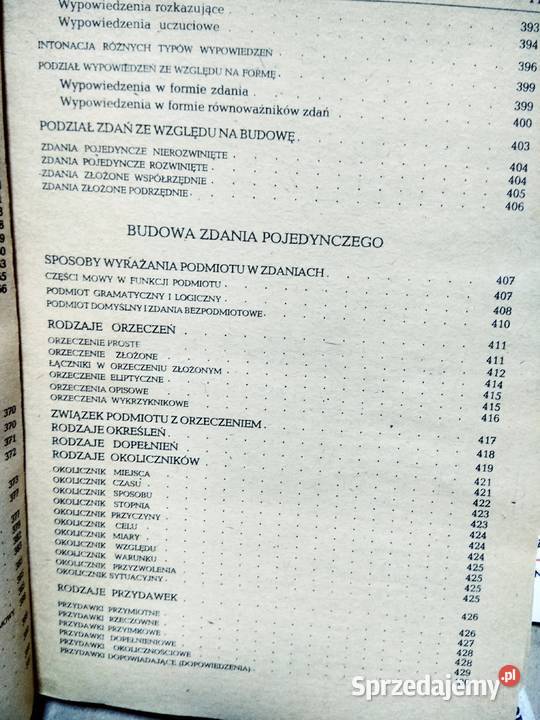 Wypowiedzenia rozkazujące 393
Wypowiedzenia uczuciowe 394
INTONACJA RÓŻNYCH TYPÓW WYPOWIEDZEŃ 396
PODZIAŁ WYPOWIEDZEŃ ZE WZGLĘDU NA FORMĘ 399
Wypowiedzenia w formie zdania 399
Wypowiedzenia w formie równoważników zdań 400
PODZIAŁ ZDAŃ ZE WZGLĘDU NA BUDOWĘ 403
ZDANIA POJEDYNCZE NIEROZWINIĘTE 404
ZDANIA POJEDYNCZE ROZWINIĘTE 404
ZDANIA ZŁOŻONE WSPÓŁRZĘDNIE 405
ZDANIA ZŁOŻONE PODRZĘDNIE 406
BUDOWA ZDANIA POJEDYNCZEGO
SPOSOBY WYRAŻANIA PODMIOTU W ZDANIACH 407
CZĘŚCI MOWY W FUNKCJI PODMIOTU 407
PODMIOT GRAMATYCZNY I LOGICZNY 408
PODMIOT DOMYŚLNY I ZDANIA BEZPODMIOTOWE 410
RODZAJE ORZECZEŃ 411
ORZECZENIE PROSTE 411
ORZECZENIE ZŁOŻONE 412
ŁĄCZNIKI W ORZECZENIU ZŁOŻONYM 414
ORZECZENIE ELIPTYCZNE 415
ORZECZENIA OPISOWE 415
ORZECZENIA WYKRZYKNIKOWE 416
ZWIĄZEK PODMIOTU Z ORZECZENIEM 417
RODZAJE OKREŚLEŃ 418
RODZAJE DOPEŁNIEŃ 419
RODZAJE OKOLICZNIKÓW 421
OKOLICZNIK MIEJSCA 421
OKOLICZNIK CZASU 422
OKOLICZNIK SPOSOBU 423
OKOLICZNIK STOPNIA 423
OKOLICZNIK PRZYCZYNY 424
OKOLICZNIK CELU 424
OKOLICZNIK MIARY 424
OKOLICZNIK WZGLĘDU 425
OKOLICZNIK WARUNKU 425
OKOLICZNIK PRZYZWOLENIA 425
OKOLICZNIK SYTUACYJNY 425
RODZAJE PRZYDAWEK 426
PRZYDAWKI PRZYMIOTNE 426
PRZYDAWKI RZECZOWNE 427
PRZYDAWKI PRZYIMKOWE 428
PRZYDAWKI DOPEŁNIENIOWE 428
PRZYDAWKI OKOLICZNOŚCIOWE 429
PRZYDAWKI DOPOWIADAJĄCE (DOPOWIEDZENIA)
370
370
371
372
373
377
Sprzedajemy.pl